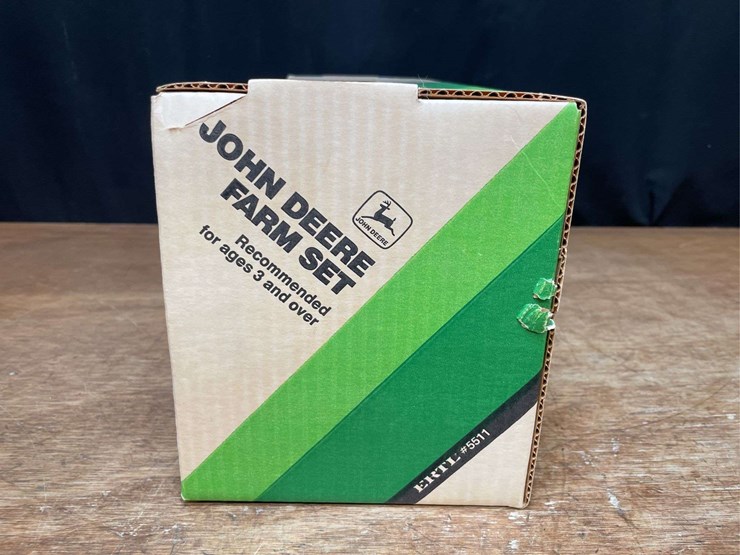 JOHN DEERE
FARM SET
Recommended
for ages 3 and over
JOHN DEERE
ERTL #5511